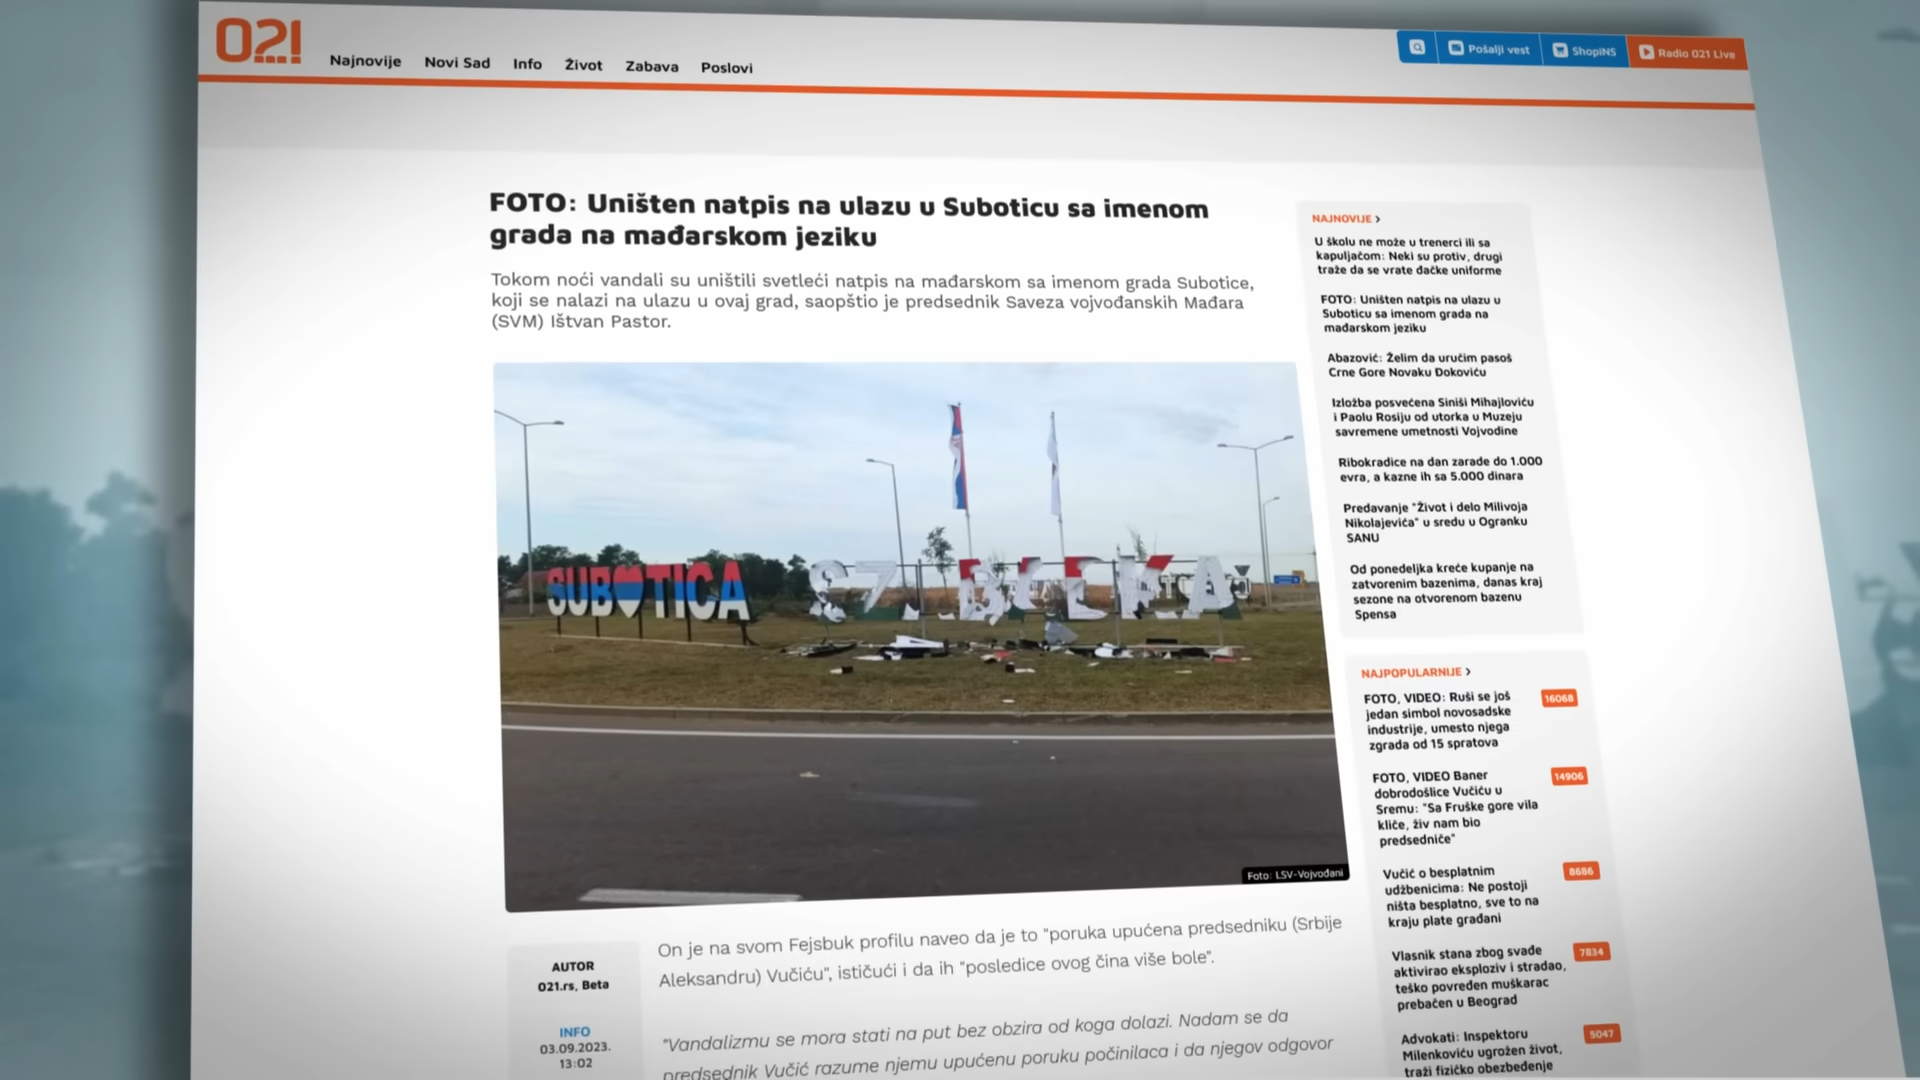 021
Najnovije Novi Sad Info Život Zabava Poslovi
Pošalji vest
ShopiNS
Radio 021 Live
FOTO: Uništen natpis na ulazu u Suboticu sa imenom
grada na mađarskom jeziku
Tokom noći vandali su uništili svetleći natpis na mađarskom sa imenom grada Subotice,
koji se nalazi na ulazu u ovaj grad, saopštio je predsednik Saveza vojvođanskih Mađara
(SVM) Ištvan Pastor.
SUBOTICA
Foto: LSV-Vojvođani
AUTOR
021.rs, Beta
INFO
03.09.2023.
13:02
On je na svom Fejsbuk profilu naveo da je to "poruka upućena predsedniku (Srbije
Aleksandru) Vučiću", ističući i da ih "posledice ovog čina više bole".
"Vandalizmu se mora stati na put bez obzira od koga dolazi. Nadam se da
predsednik Vučić razume njemu upućenu poruku počinilaca i da njegov odgovor
NAJNOVIJE >
U školu ne može u trenerci ili sa
kapuljačom: Neki su protiv, drugi
traže da se vrate đačke uniforme
FOTO: Uništen natpis na ulazu u
Suboticu sa imenom grada na
mađarskom jeziku
Abazović: Želim da uručim pasoš
Crne Gore Novaku Đokoviću
Izložba posvećena Siniši Mihajloviću
i Paolu Rosiju od utorka u Muzeju
savremene umetnosti Vojvodine
Ribokradice na dan zarade do 1.000
evra, a kazne ih sa 5.000 dinara
Predavanje "Život i delo Milivoja
Nikolajevića" u sredu u Ogranku
SANU
Od ponedeljka kreće kupanje na
zatvorenim bazenima, danas kraj
sezone na otvorenom bazenu
Spensa
NAJPOPULARNIJE >
FOTO, VIDEO: Ruši se još
jedan simbol novosadske
industrije, umesto njega
zgrada od 15 spratova
16068
FOTO, VIDEO Baner
dobrodošlice Vučiću u
Sremu: "Sa Fruške gore vila
kliče, živ nam bio
predsedniče"
14906
Vučić o besplatnim
udžbenicima: Ne postoji
ništa besplatno, sve to na
kraju plate građani
8686
Vlasnik stana zbog svađe
aktivirao eksploziv i stradao,
teško povređen muškarac
prebačen u Beograd
7834
Advokati: Inspektoru
Milenkoviću ugrožen život,
traži fizičko obezbeđenje
5047